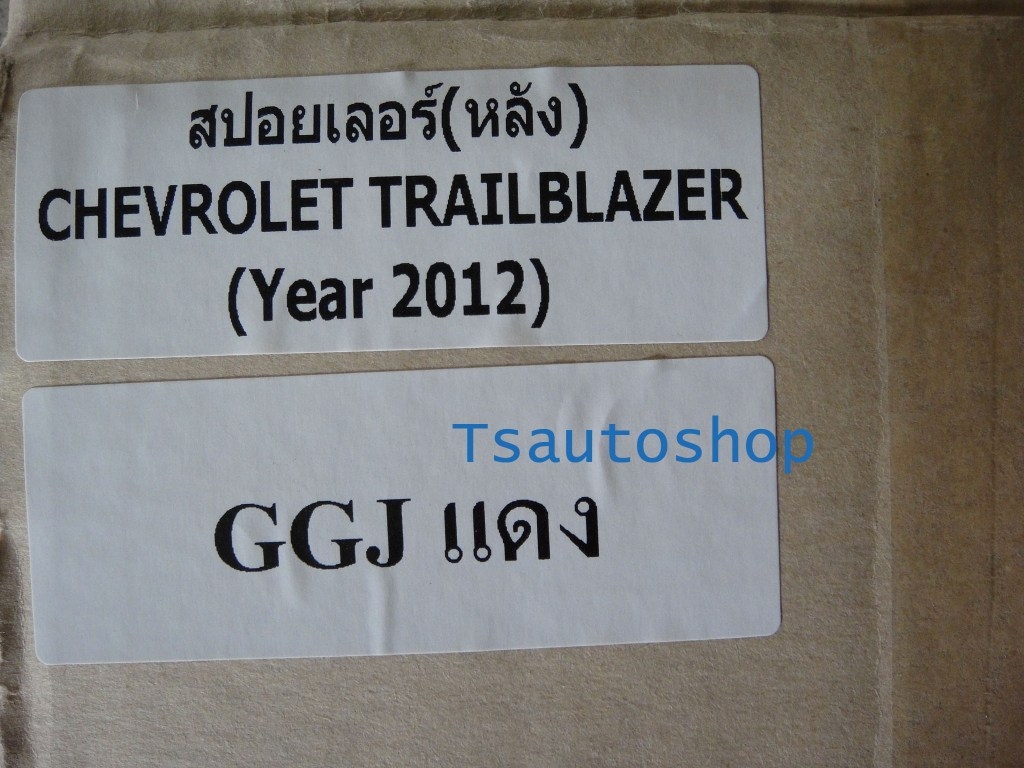 สปอยเลอร์(หลัง)
CHEVROLET TRAILBLAZER
(Year 2012)
Tsautoshop
GGJ แดง